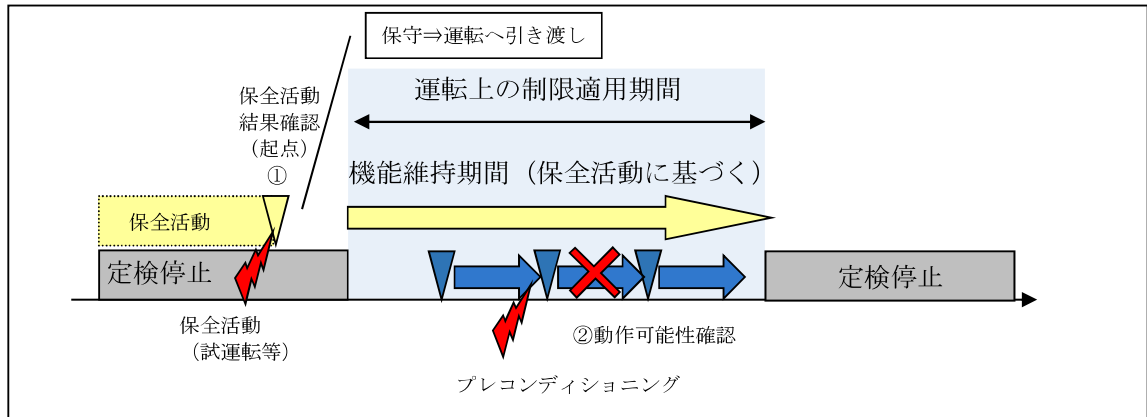 保守⇒運転へ引き渡し
運転上の制限適用期間
保全活動
結果確認
（起点）
①
機能維持期間（保全活動に基づく）
保全活動
定検停止
定検停止
保全活動
（試運転等）
②動作可能性確認
プレコンディショニング